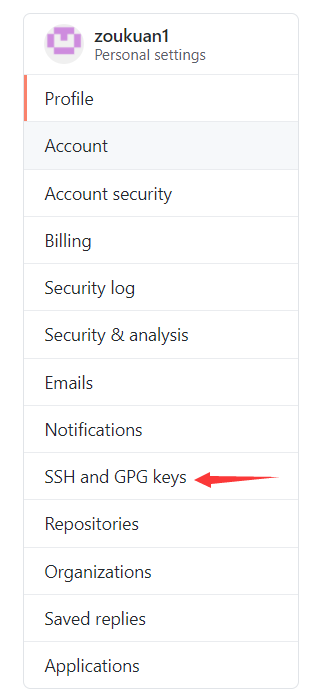 zoukuan1
Personal settings
Profile
Account
Account security
Billing
Security log
Security & analysis
Emails
Notifications
SSH and GPG keys
Repositories
Organizations
Saved replies
Applications